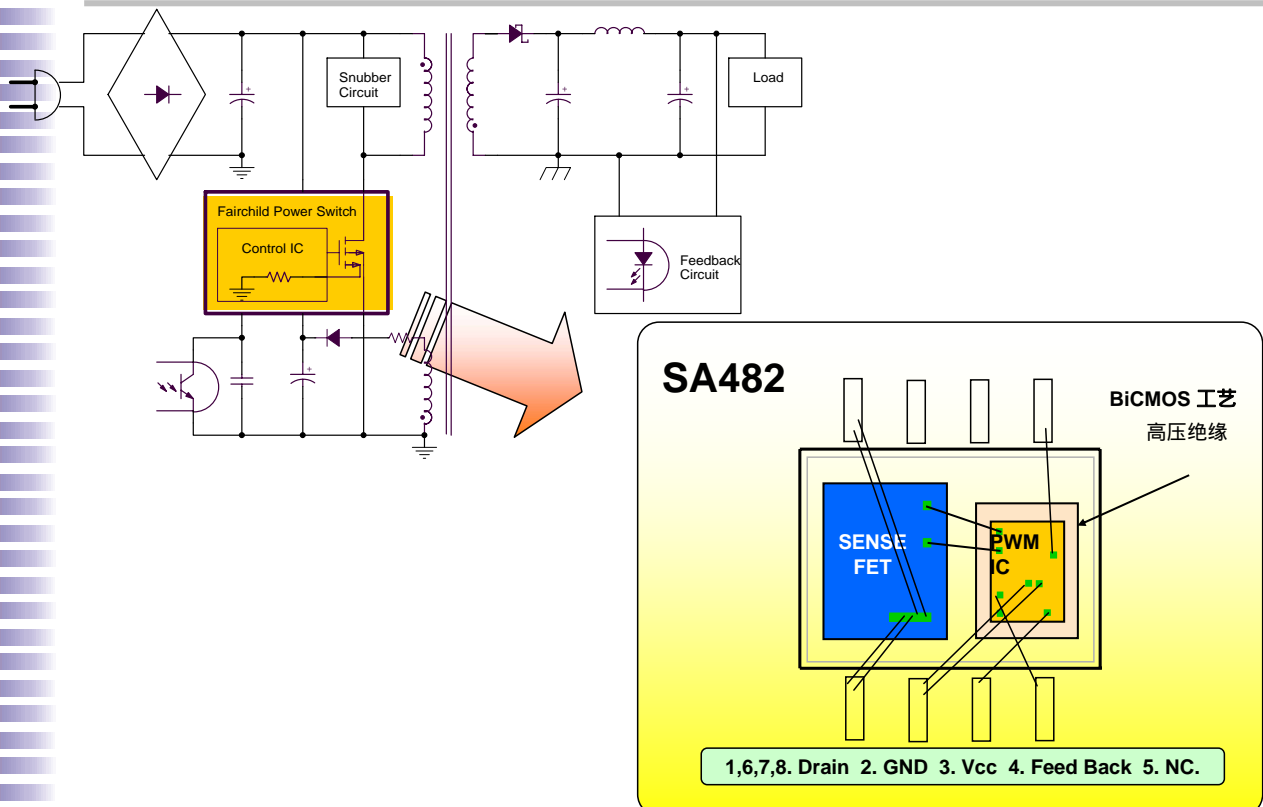 Snubber
Circuit
Load
Fairchild Power Switch
Control IC
Feedback
Circuit
SA482
BiCMOS 工艺
高压绝缘
SENSE
FET
PWM
IC
1,6,7,8. Drain 2. GND 3. Vcc 4. Feed Back 5. NC.